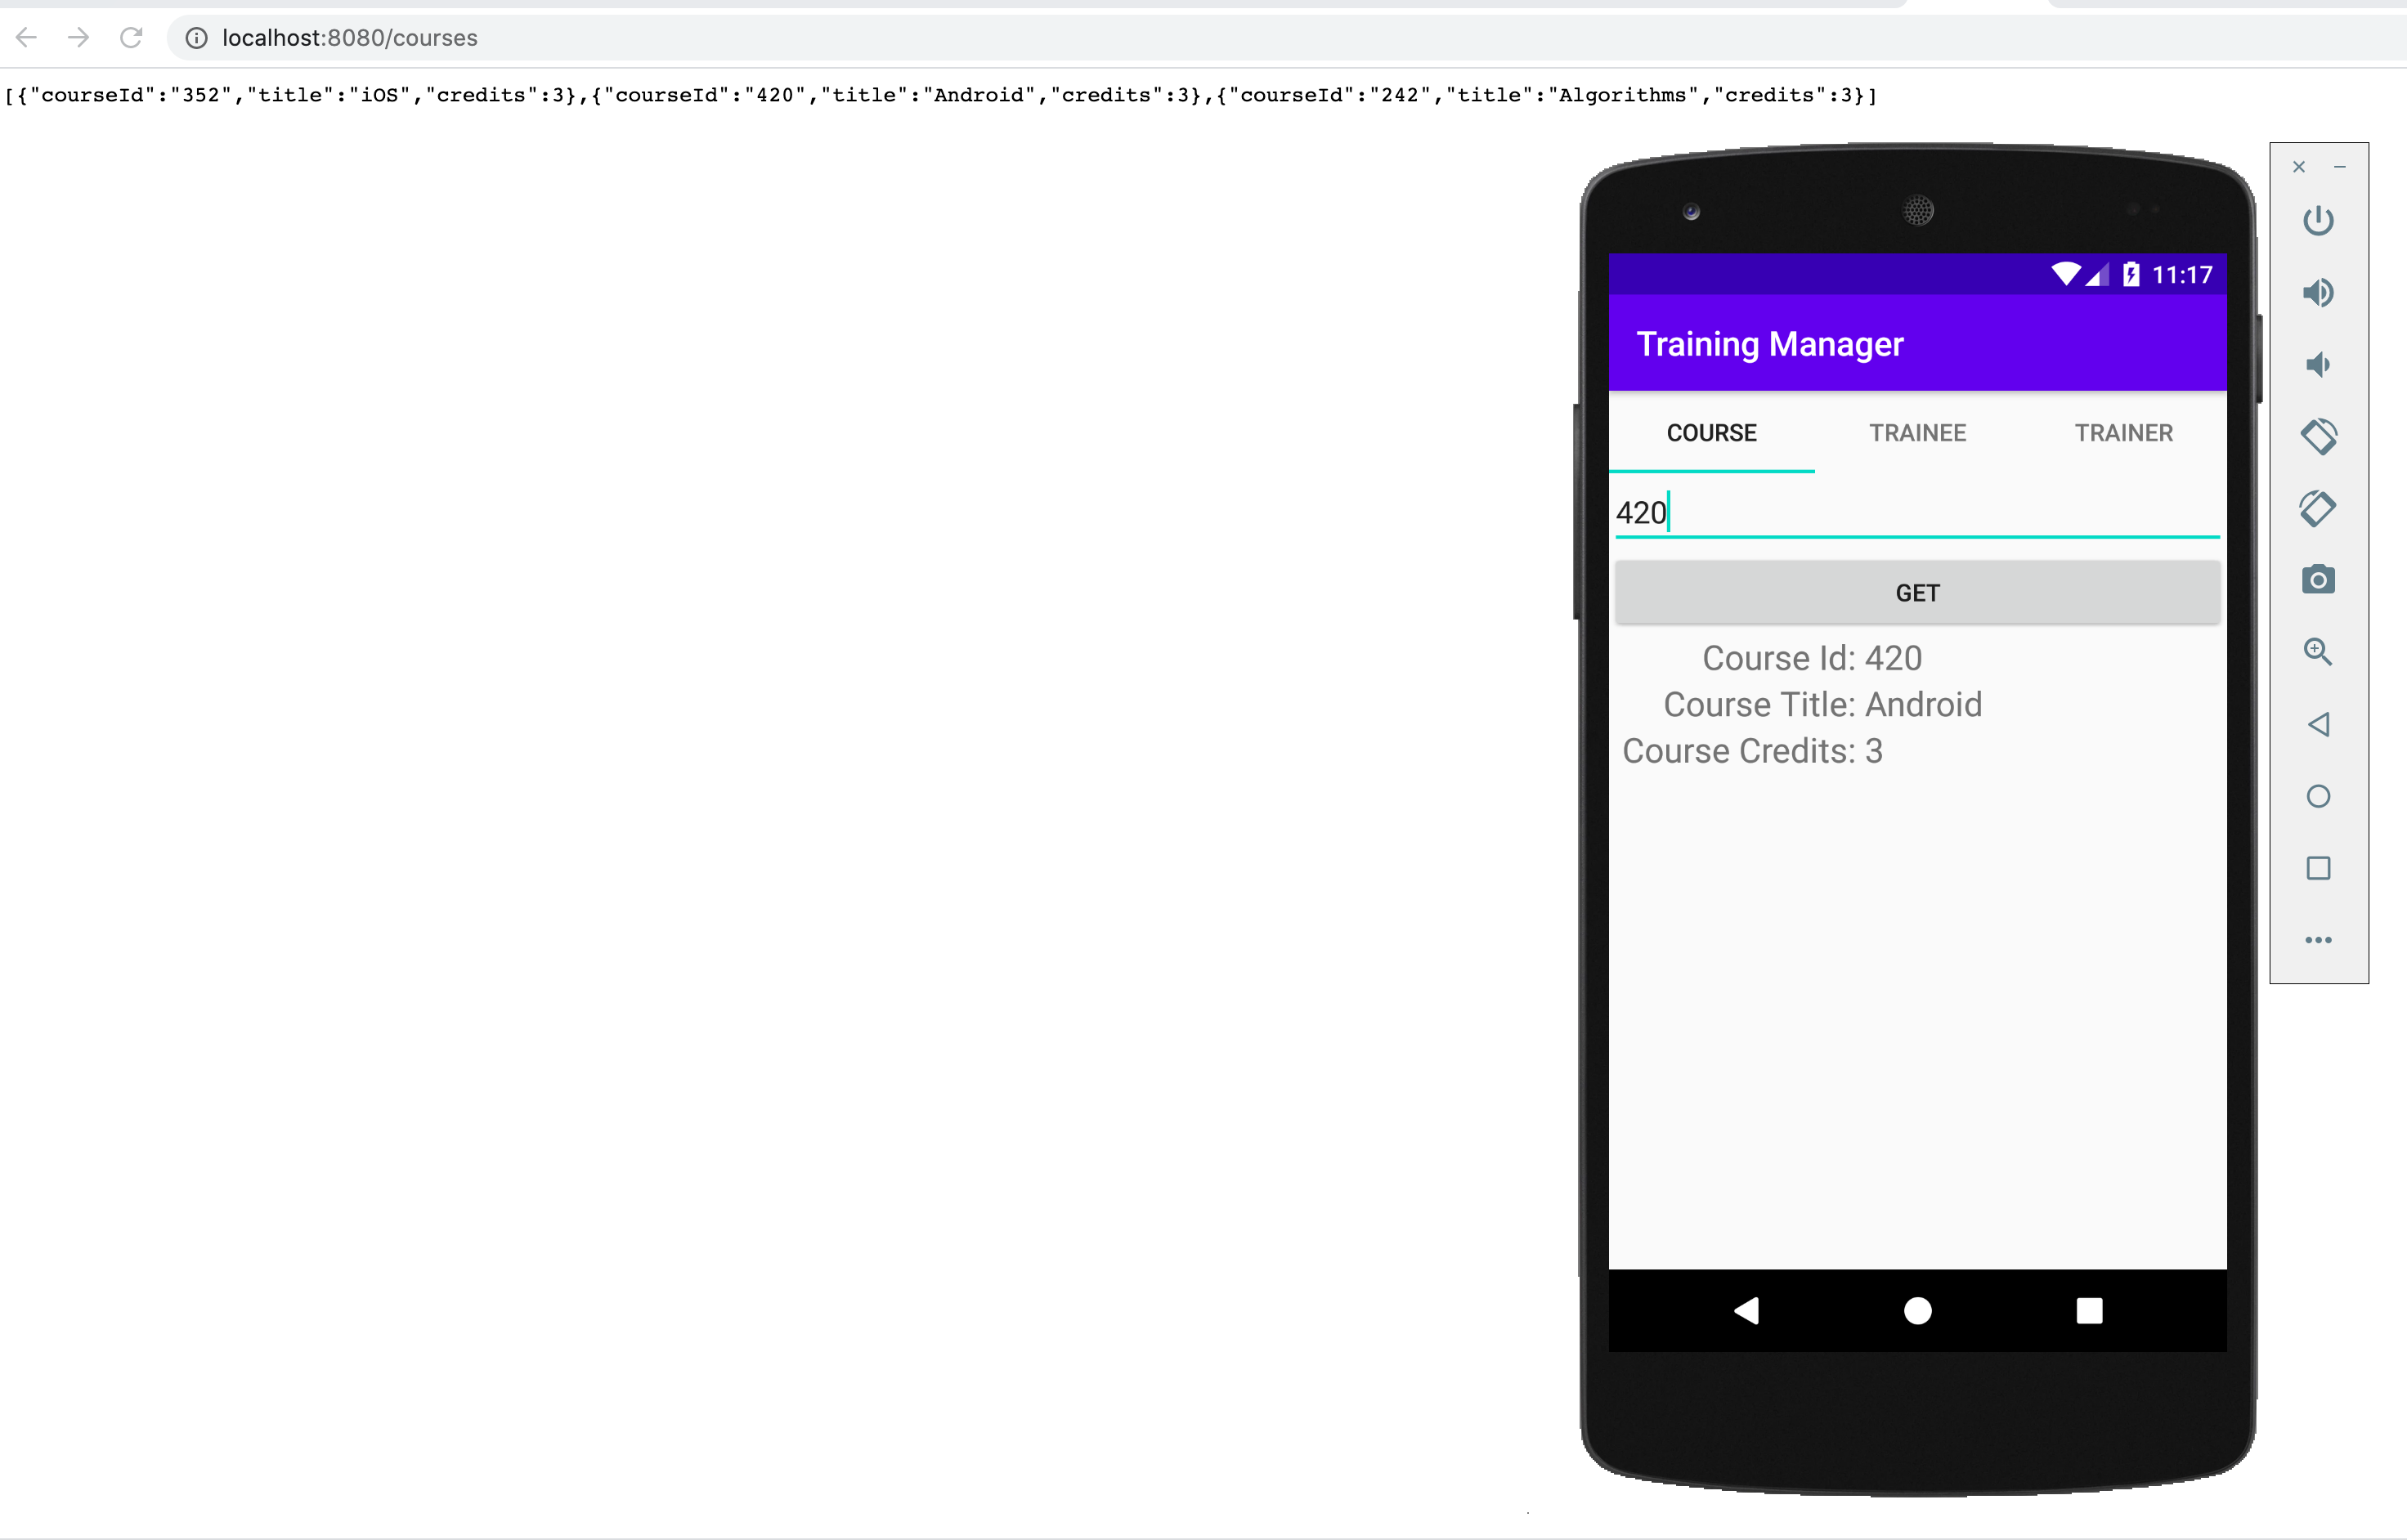 localhost:8080/courses
[{"courseId":"352","title":"iOS","credits":3},{"courseId":"420","title":"Android","credits":3},{"courseId":"242","title":"Algorithms","credits":3}]
11:17
Training Manager
COURSE TRAINEE TRAINER
420
GET
Course Id: 420
Course Title: Android
Course Credits: 3